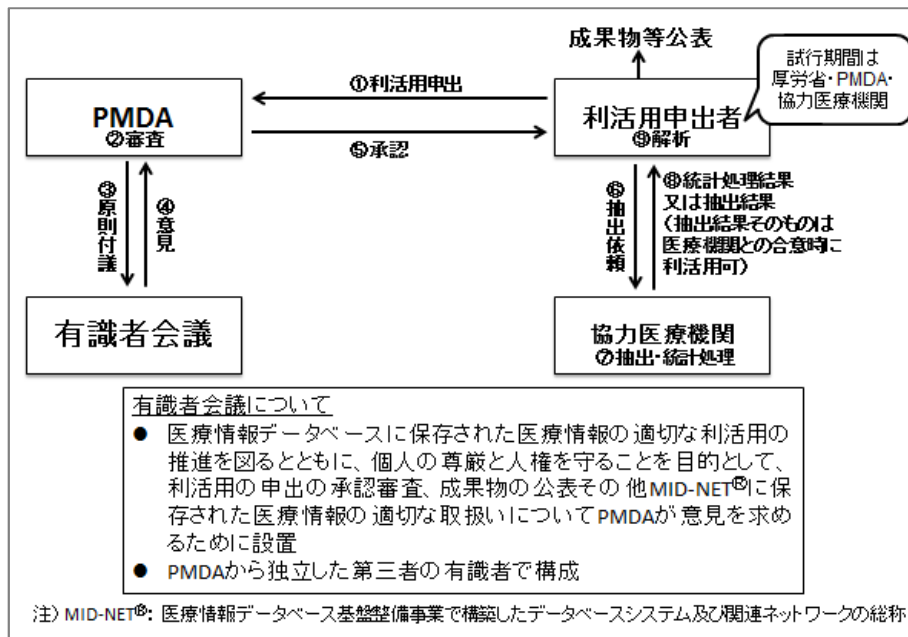 成果物等公表
試行期間は
厚労省・PMDA・
協力医療機関
①利活用申出
PMDA
②審査
利活用申出者
⑨解析
⑤承認
③原則付議
④意見
⑥抽出依頼
⑧統計処理結果
又は抽出結果
（抽出結果そのものは
医療機関との合意時に
利活用可）
有識者会議
協力医療機関
⑦抽出・統計処理
有識者会議について
● 医療情報データベースに保存された医療情報の適切な利活用の
推進を図るとともに、個人の尊厳と人権を守ることを目的として、
利活用の申出の承認審査、成果物の公表その他MID-NET®に保
存された医療情報の適切な取扱いについてPMDAが意見を求め
るために設置
● PMDAから独立した第三者の有識者で構成
注）MID-NET®：医療情報データベース基盤整備事業で構築したデータベースシステム及び関連ネットワークの総称